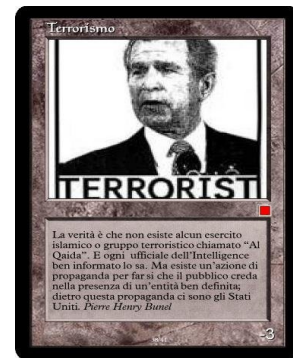 Terrorismo
TERRORIST
La verità è che non esiste alcun esercito
islamico o gruppo terroristico chiamato "Al
Qaida". E ogni ufficiale dell'Intelligence
ben informato lo sa. Ma esiste un'azione di
propaganda per far si che il pubblico creda
nella presenza di un'entità ben definita;
dietro questa propaganda ci sono gli Stati
Uniti. Pierre Henry Bunel
-3